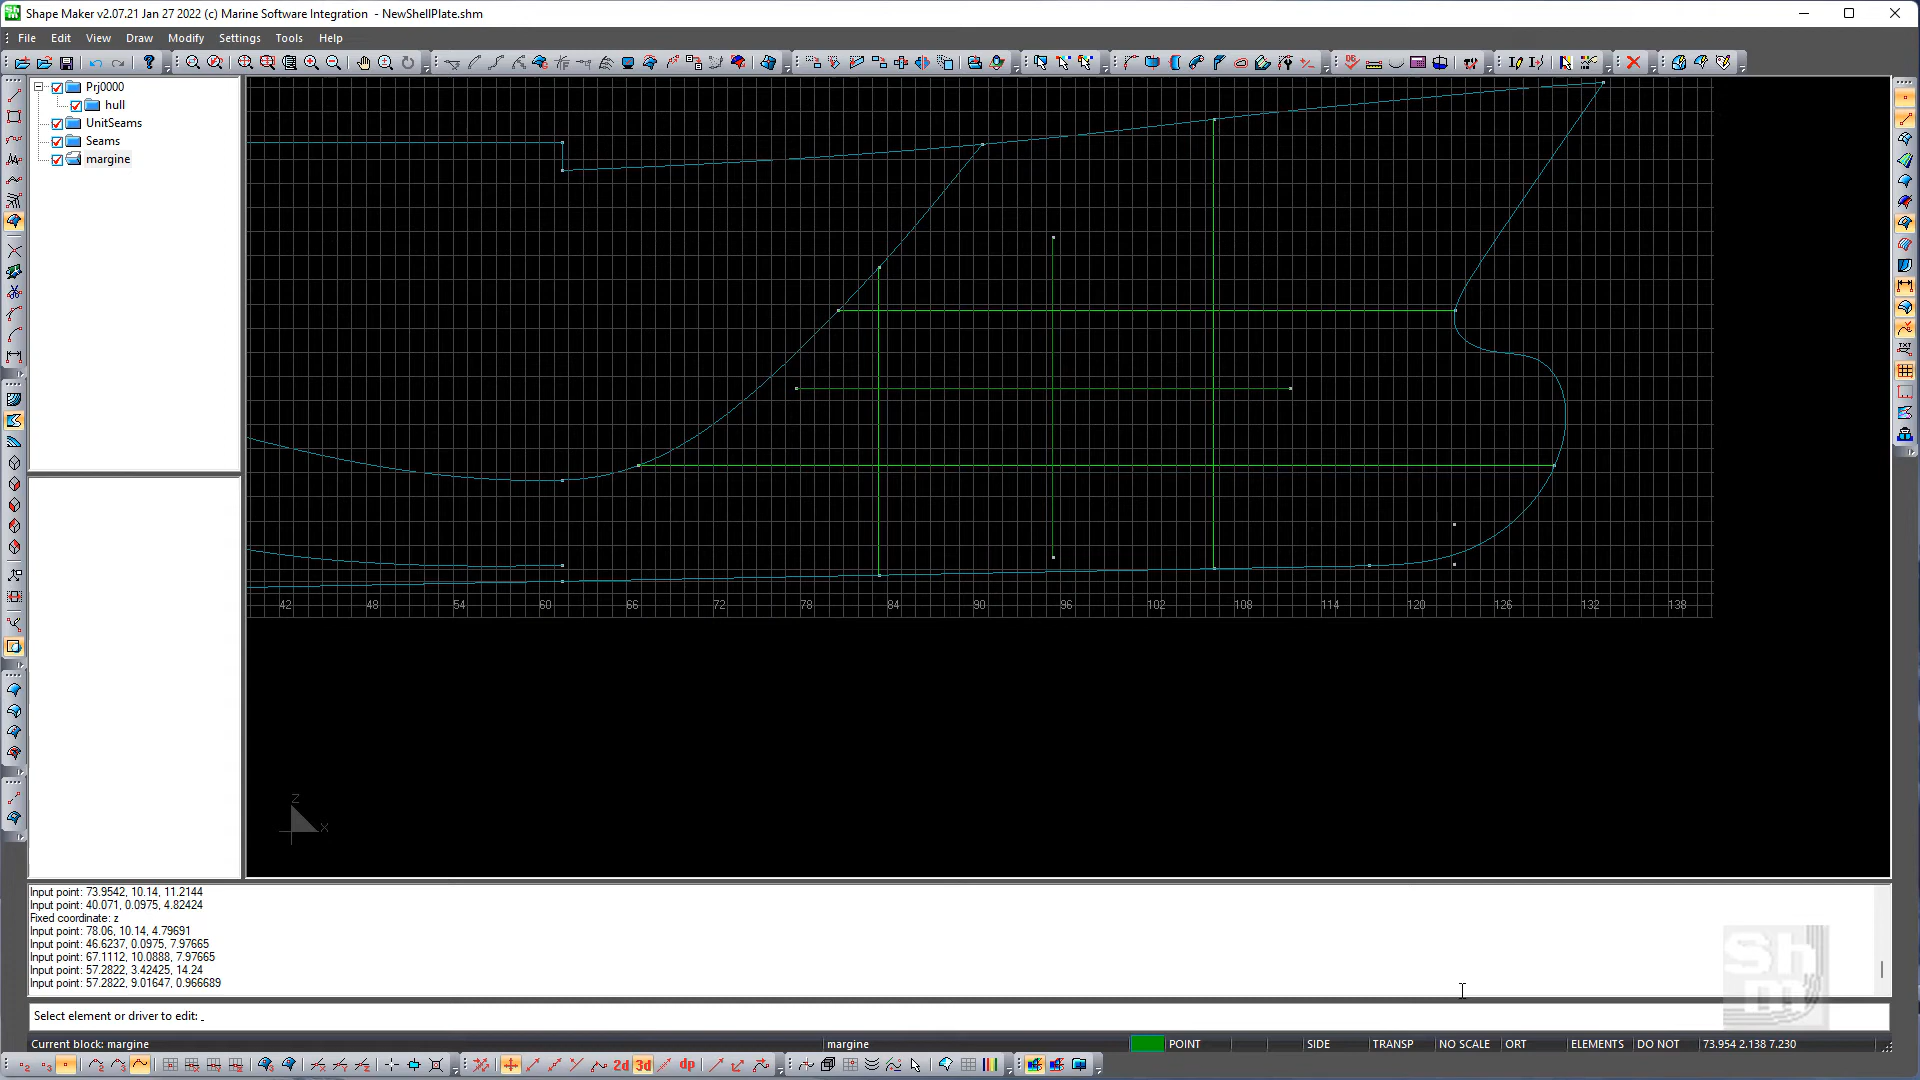 Shape Maker v2.07.21 Jan 27 2022 (c) Marine Software Integration - NewShellPlate.shm
File Edit View Draw Modify Settings Tools Help
Prj0000
hull
UnitSeams
Seams
margine
42 48 54 60 66 72 78 84 90 96 102 108 114 120 126 132 138
Z
X
Input point: 73.9542, 10.14, 11.2144
Input point: 40.071, 0.0975, 4.82424
Fixed coordinate: z
Input point: 78.06, 10.14, 4.79691
Input point: 46.6237, 0.0975, 7.97665
Input point: 67.1112, 10.0888, 7.97665
Input point: 57.2822, 3.42425, 14.24
Input point: 57.2822, 9.01647, 0.966689
Select element or driver to edit: _
Current block: margine margine POINT SIDE TRANSP NO SCALE ORT ELEMENTS DO NOT 73.954 2.138 7.230
2d 3d dp
TXT
Sh